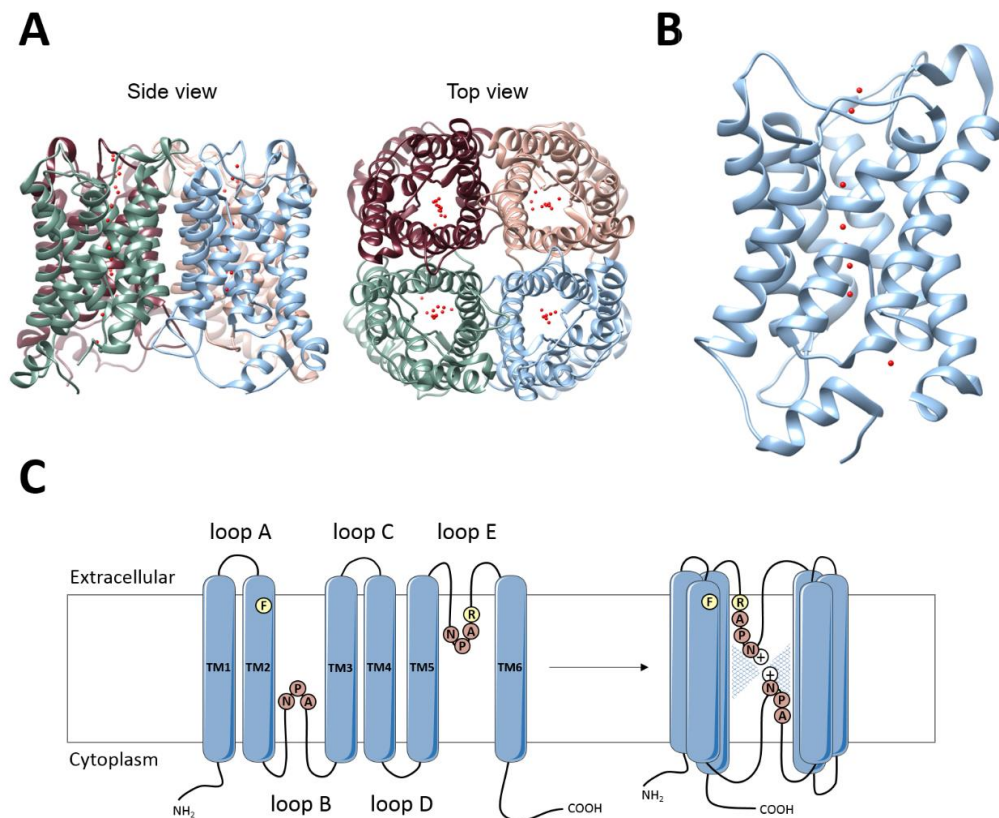 A
B
Side view
Top view
C
loop A
loop C
loop E
Extracellular
F
N
P
A
R
TM1
TM2
TM3
TM4
TM5
TM6
N
P
A
Cytoplasm
NH2
loop B
loop D
COOH
F
R
A
P
N
+
+
N
P
A
NH2
COOH